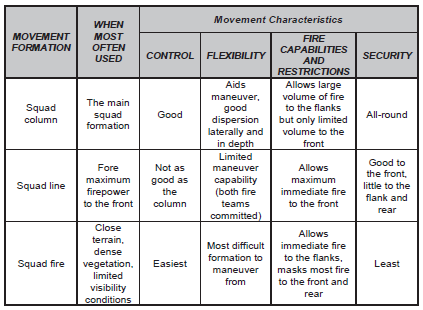 MOVEMENT
FORMATION
WHEN
MOST
OFTEN
USED
Movement Characteristics
CONTROL
FLEXIBILITY
FIRE
CAPABILITIES
AND
RESTRICTIONS
SECURITY
Squad
column
The main
squad
formation
Good
Aids
maneuver,
good
dispersion
laterally and
in depth
Allows large
volume of fire
to the flanks
but only limited
volume to the
front
All-round
Squad line
Fore
maximum
firepower
to the front
Not as
good as
the
column
Limited
maneuver
capability
(both fire
teams
committed)
Allows
maximum
immediate fire
to the front
Good to
the front,
little to the
flank and
rear
Squad fire
Close
terrain,
dense
vegetation,
limited
visibility
conditions
Easiest
Most difficult
formation to
maneuver
from
Allows
immediate fire
to the flanks,
masks most fire
to the front and
rear
Least